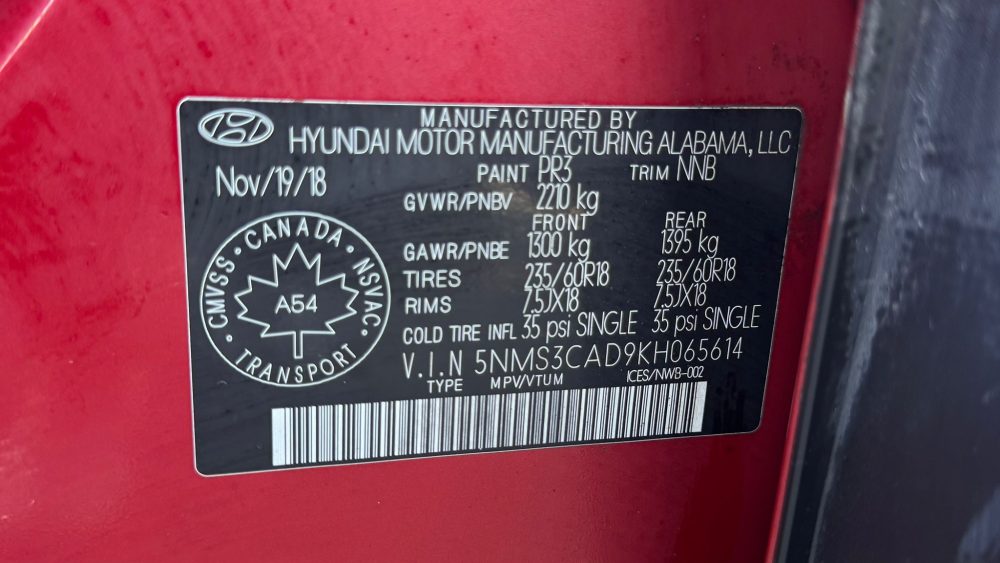 MANUFACTURED BY
HYUNDAI MOTOR MANUFACTURING ALABAMA, LLC
Nov/19/18
PAINT PR3 TRIM NNB
GVWR/PNBV 2210 kg
FRONT REAR
GAWR/PNBE 1300 kg 1395 kg
TIRES 235/60R18 235/60R18
RIMS 7.5JX18 7.5JX18
COLD TIRE INFL 35 psi SINGLE 35 psi SINGLE
V.I.N 5NMS3CAD9KH065614
TYPE MPV/VTUM ICES/NWB-002
CMVSS • CANADA • NSVAC •
A54
TRANSPORT